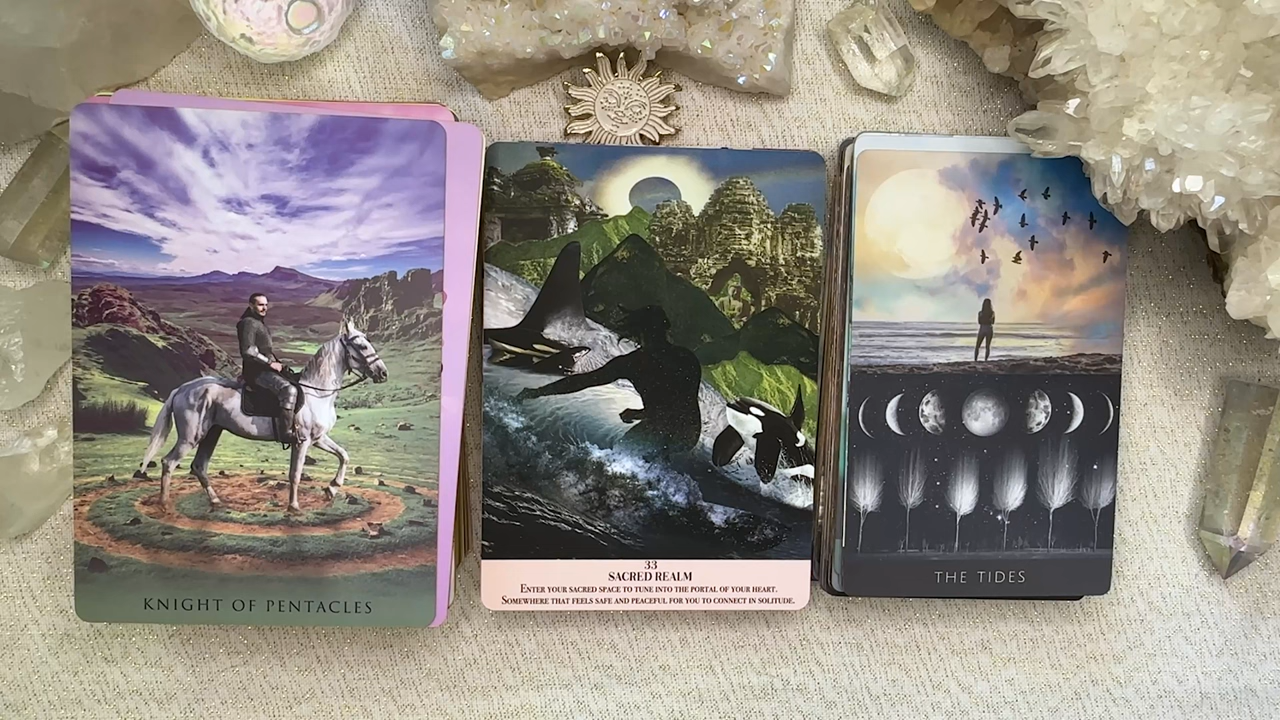 KNIGHT OF PENTACLES
33
SACRED REALM
ENTER YOUR SACRED SPACE TO TUNE INTO THE PORTAL OF YOUR HEART.
SOMEWHERE THAT FEELS SAFE AND PEACEFUL FOR YOU TO CONNECT IN SOLITUDE.
THE TIDES